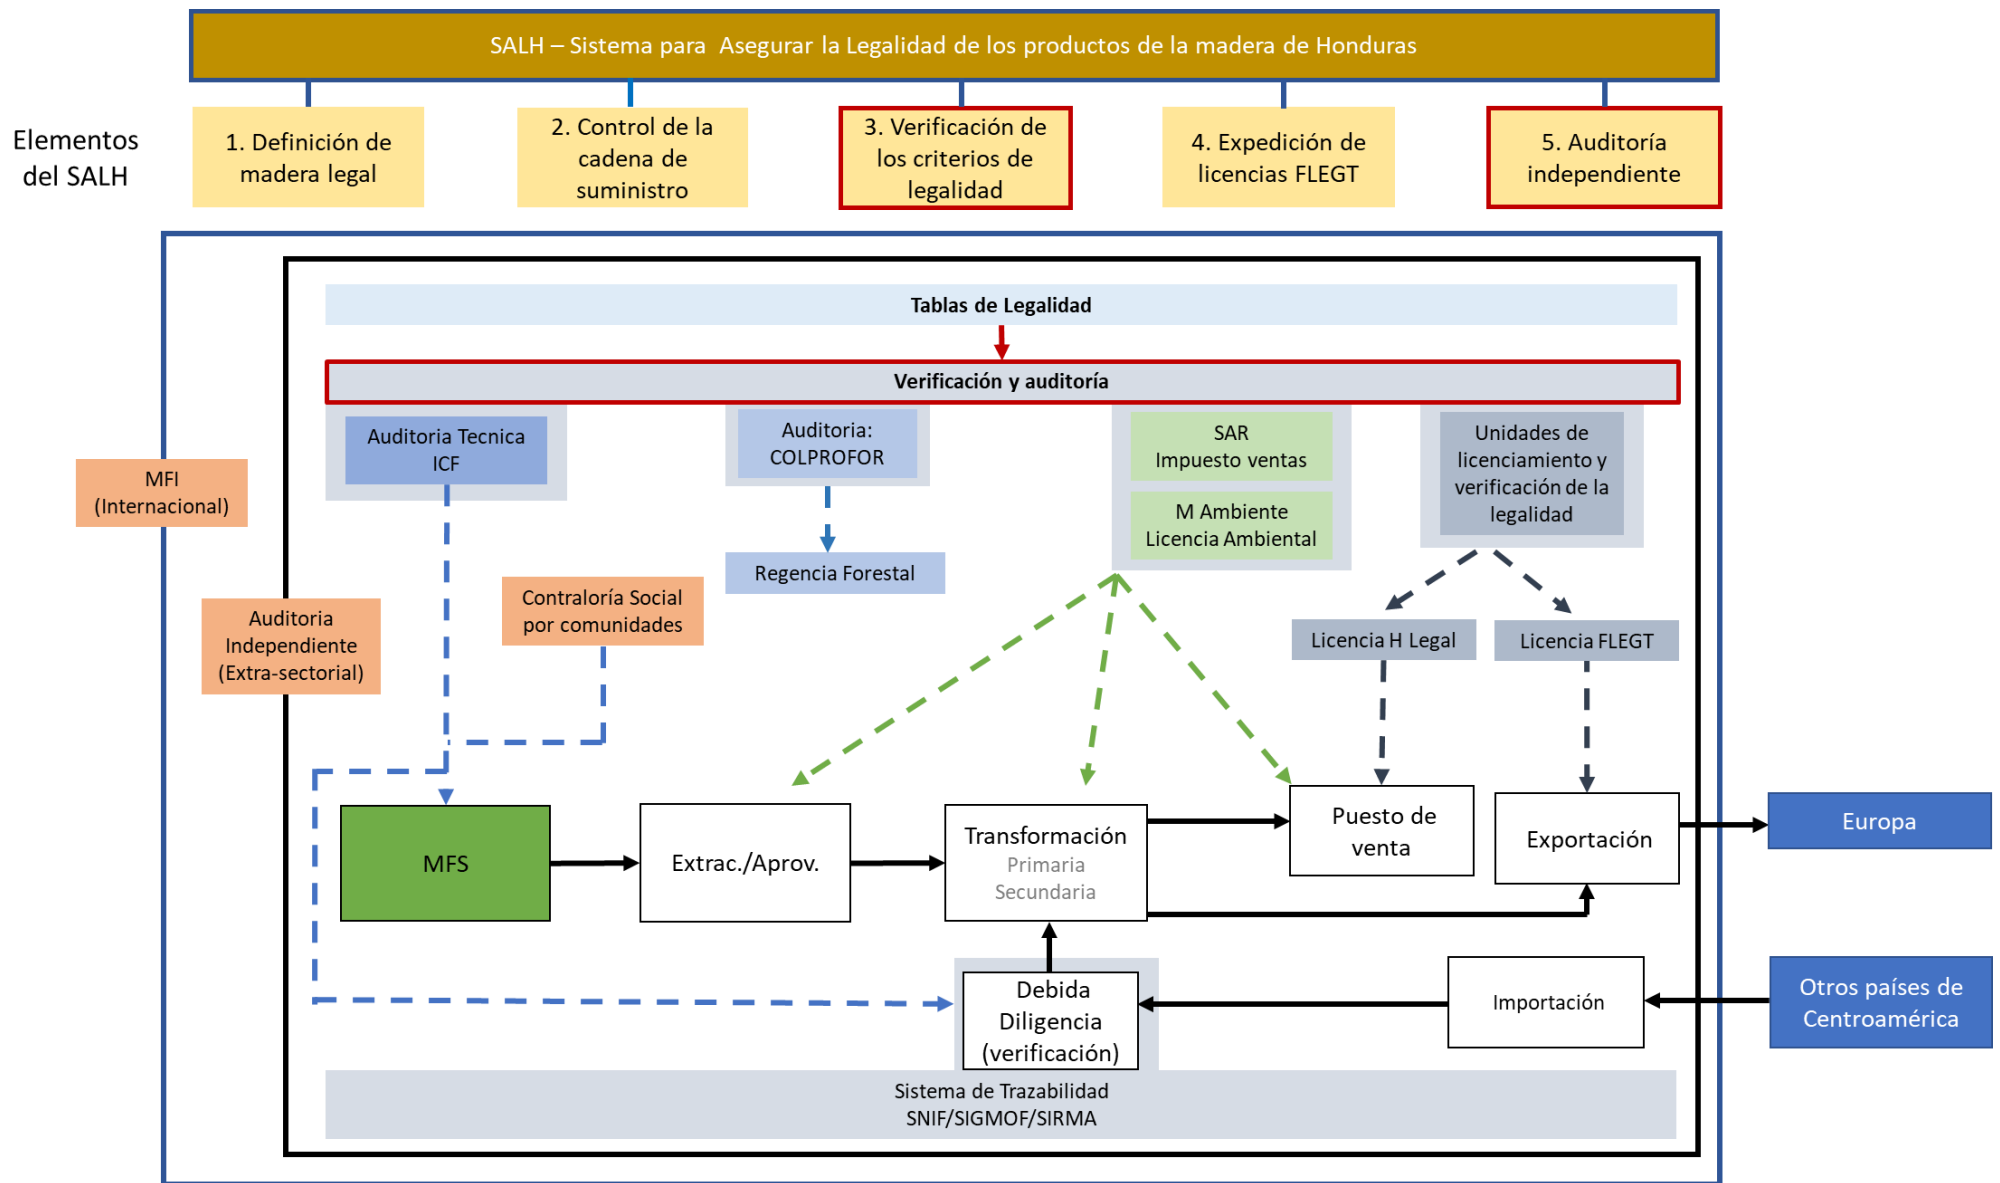 SALH – Sistema para Asegurar la Legalidad de los productos de la madera de Honduras
Elementos
del SALH
1. Definición de
madera legal
2. Control de la
cadena de
suministro
3. Verificación de
los criterios de
legalidad
4. Expedición de
licencias FLEGT
5. Auditoría
independiente
Tablas de Legalidad
Verificación y auditoría
Auditoria Tecnica
ICF
Auditoria:
COLPROFOR
SAR
Impuesto ventas
M Ambiente
Licencia Ambiental
Unidades de
licenciamiento y
verificación de la
legalidad
MFI
(Internacional)
Regencia Forestal
Auditoria
Independiente
(Extra-sectorial)
Contraloría Social
por comunidades
Licencia H Legal
Licencia FLEGT
MFS
Extrac./Aprov.
Transformación
Primaria
Secundaria
Puesto de
venta
Exportación
Europa
Debida
Diligencia
(verificación)
Importación
Otros países de
Centroamérica
Sistema de Trazabilidad
SNIF/SIGMOF/SIRMA